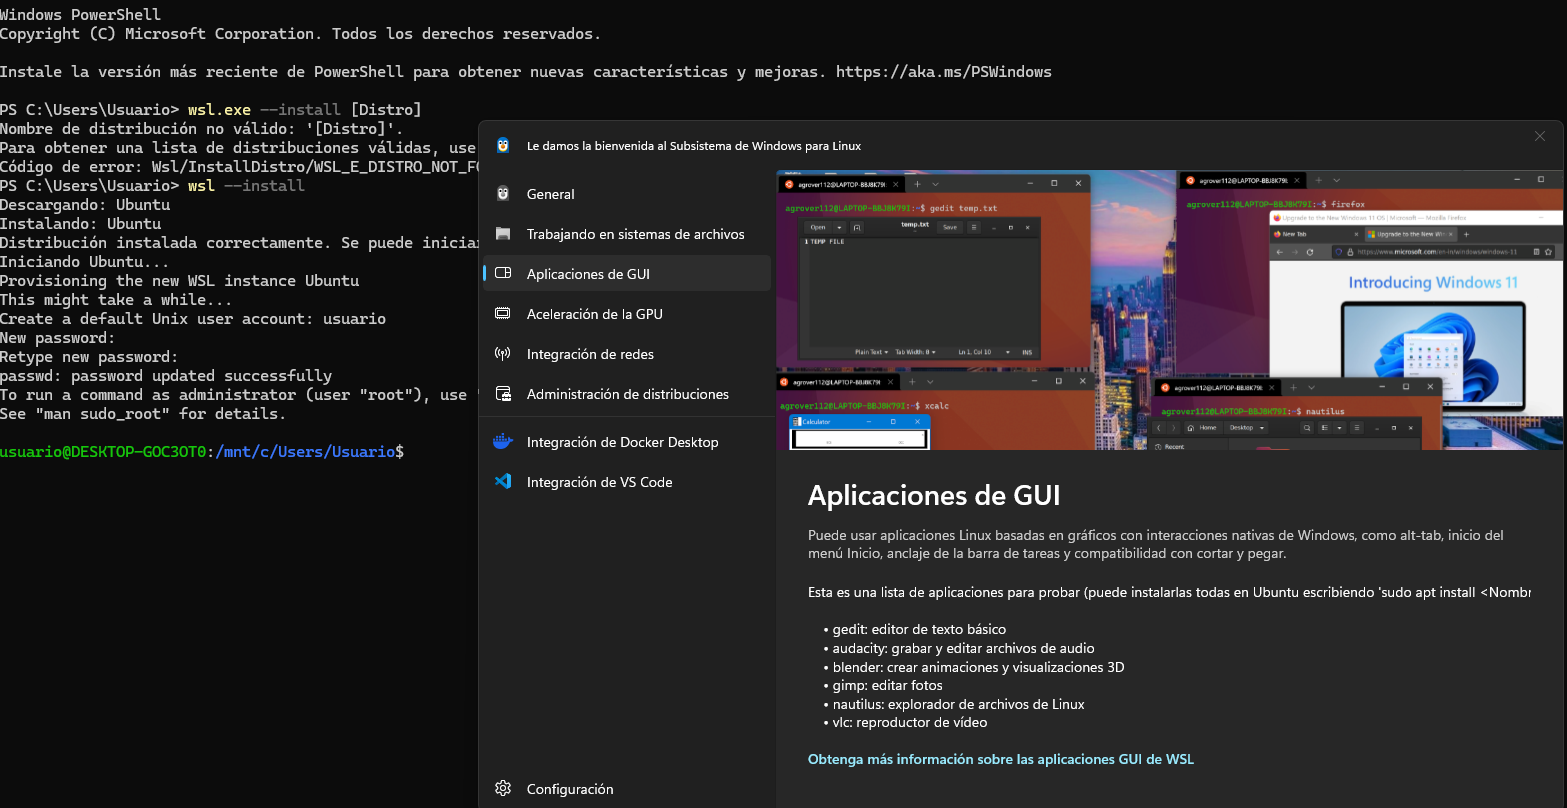 Windows PowerShell
Copyright (C) Microsoft Corporation. Todos los derechos reservados.
Instale la versión más reciente de PowerShell para obtener nuevas características y mejoras. https://aka.ms/PSWindows
PS C:\Users\Usuario> wsl.exe --install [Distro]
Nombre de distribución no válido: '[Distro]'.
Para obtener una lista de distribuciones válidas, use
Código de error: Wsl/InstallDistro/WSL_E_DISTRO_NOT_FO
PS C:\Users\Usuario> wsl --install
Descargando: Ubuntu
Instalando: Ubuntu
Distribución instalada correctamente. Se puede iniciar
Iniciando Ubuntu...
Provisioning the new WSL instance Ubuntu
This might take a while...
Create a default Unix user account: usuario
New password:
Retype new password:
passwd: password updated successfully
To run a command as administrator (user "root"), use "
See "man sudo_root" for details.
usuario@DESKTOP-GOC3OT0:/mnt/c/Users/Usuario$
Le damos la bienvenida al Subsistema de Windows para Linux
General
Trabajando en sistemas de archivos
Aplicaciones de GUI
Aceleración de la GPU
Integración de redes
Administración de distribuciones
Integración de Docker Desktop
Integración de VS Code
Configuración
agrover112@LAPTOP-BBJ8K79I:
agrover112@LAPTOP-BBJ8K79I:~$ gedit temp.txt
Open
temp.txt
Save
1 TEMP FILE
Plain Text
Tab Width: 8
Ln 1, Col 10
INS
agrover112@LAPTOP-BBJ8K79I:
agrover112@LAPTOP-BBJ8K79I:~$ firefox
Upgrade to the New Windows 11 OS | Microsoft — Mozilla Firefox
New Tab
Upgrade to the New Win
https://www.microsoft.com/en-in/windows/windows-11
Introducing Windows 11
agrover112@LAPTOP-BBJ8K79I:
agrover112@LAPTOP-BBJ8K79I:~$ xcalc
Calculator
agrover112@LAPTOP-BBJ8K79I:
agrover112@LAPTOP-BBJ8K79I:~$ nautilus
Home
Desktop
Recent
Aplicaciones de GUI
Puede usar aplicaciones Linux basadas en gráficos con interacciones nativas de Windows, como alt-tab, inicio del
menú Inicio, anclaje de la barra de tareas y compatibilidad con cortar y pegar.
Esta es una lista de aplicaciones para probar (puede instalarlas todas en Ubuntu escribiendo 'sudo apt install <Nombr
• gedit: editor de texto básico
• audacity: grabar y editar archivos de audio
• blender: crear animaciones y visualizaciones 3D
• gimp: editar fotos
• nautilus: explorador de archivos de Linux
• vlc: reproductor de vídeo
Obtenga más información sobre las aplicaciones GUI de WSL